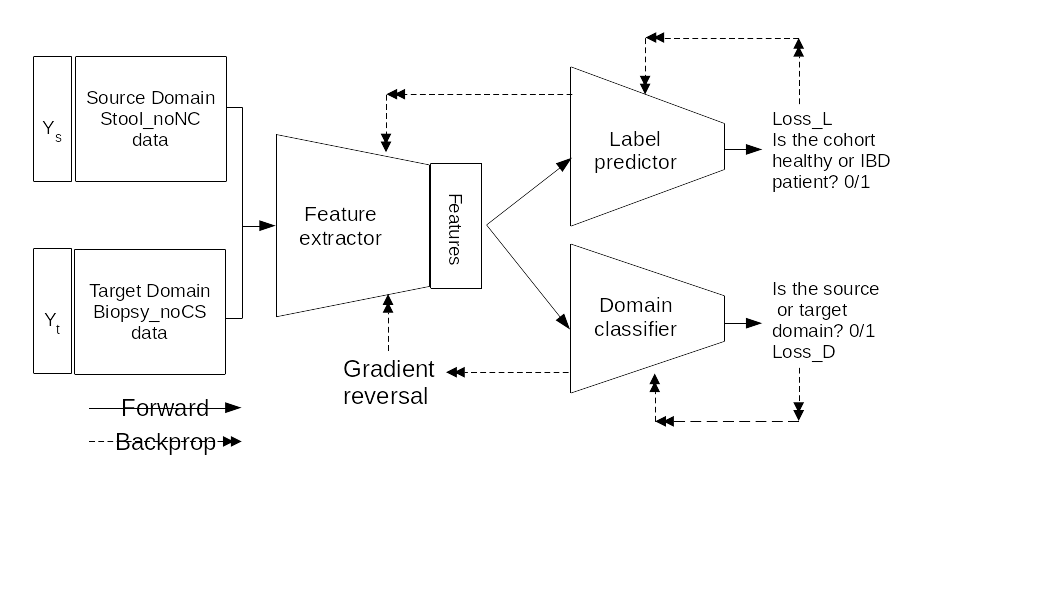 Y_s
Source Domain
Stool_noNC
data
Y_t
Target Domain
Biopsy_noCS
data
Forward
Backprop
Feature
extractor
Features
Gradient
reversal
Label
predictor
Loss_L
Is the cohort
healthy or IBD
patient? 0/1
Domain
classifier
Is the source
or target
domain? 0/1
Loss_D